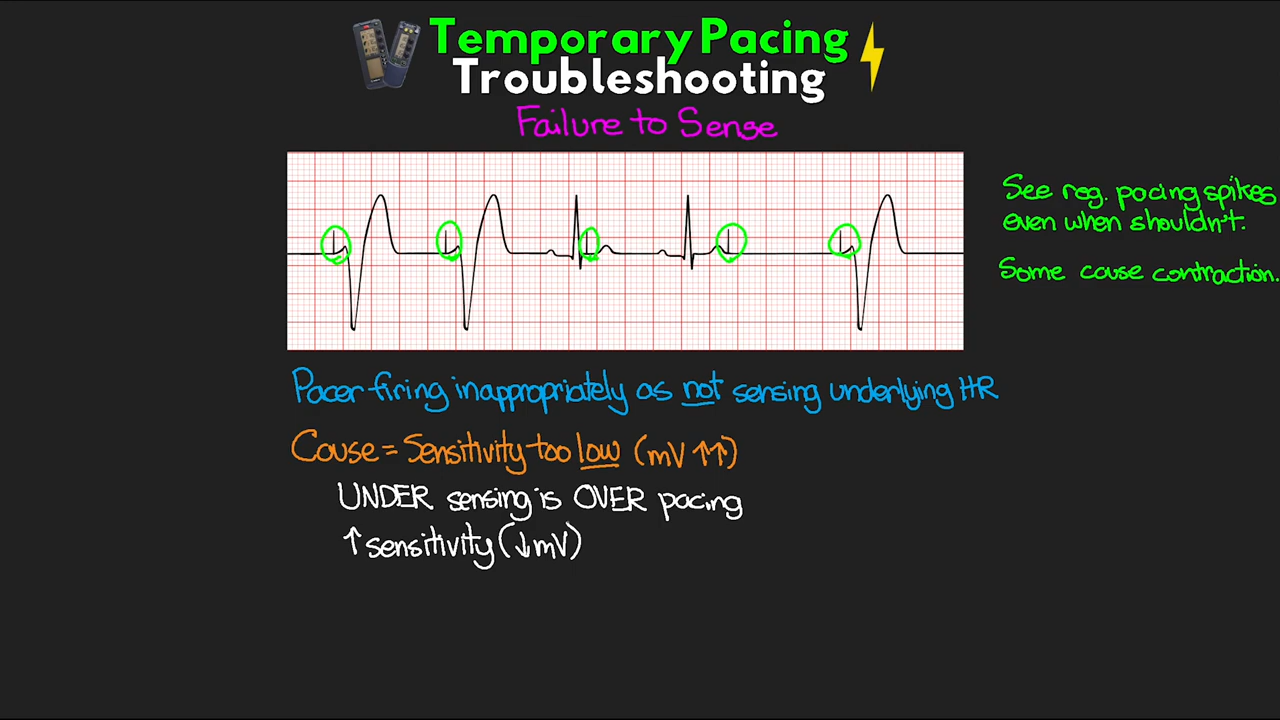 Temporary Pacing
Troubleshooting
Failure to Sense
See reg. pacing spikes
even when shouldn't.
Some cause contraction.
Pacer firing inappropriately as not sensing underlying HR
Cause = Sensitivity too low (mV ↑↑)
UNDER sensing is OVER pacing
↑ sensitivity (↓mV)